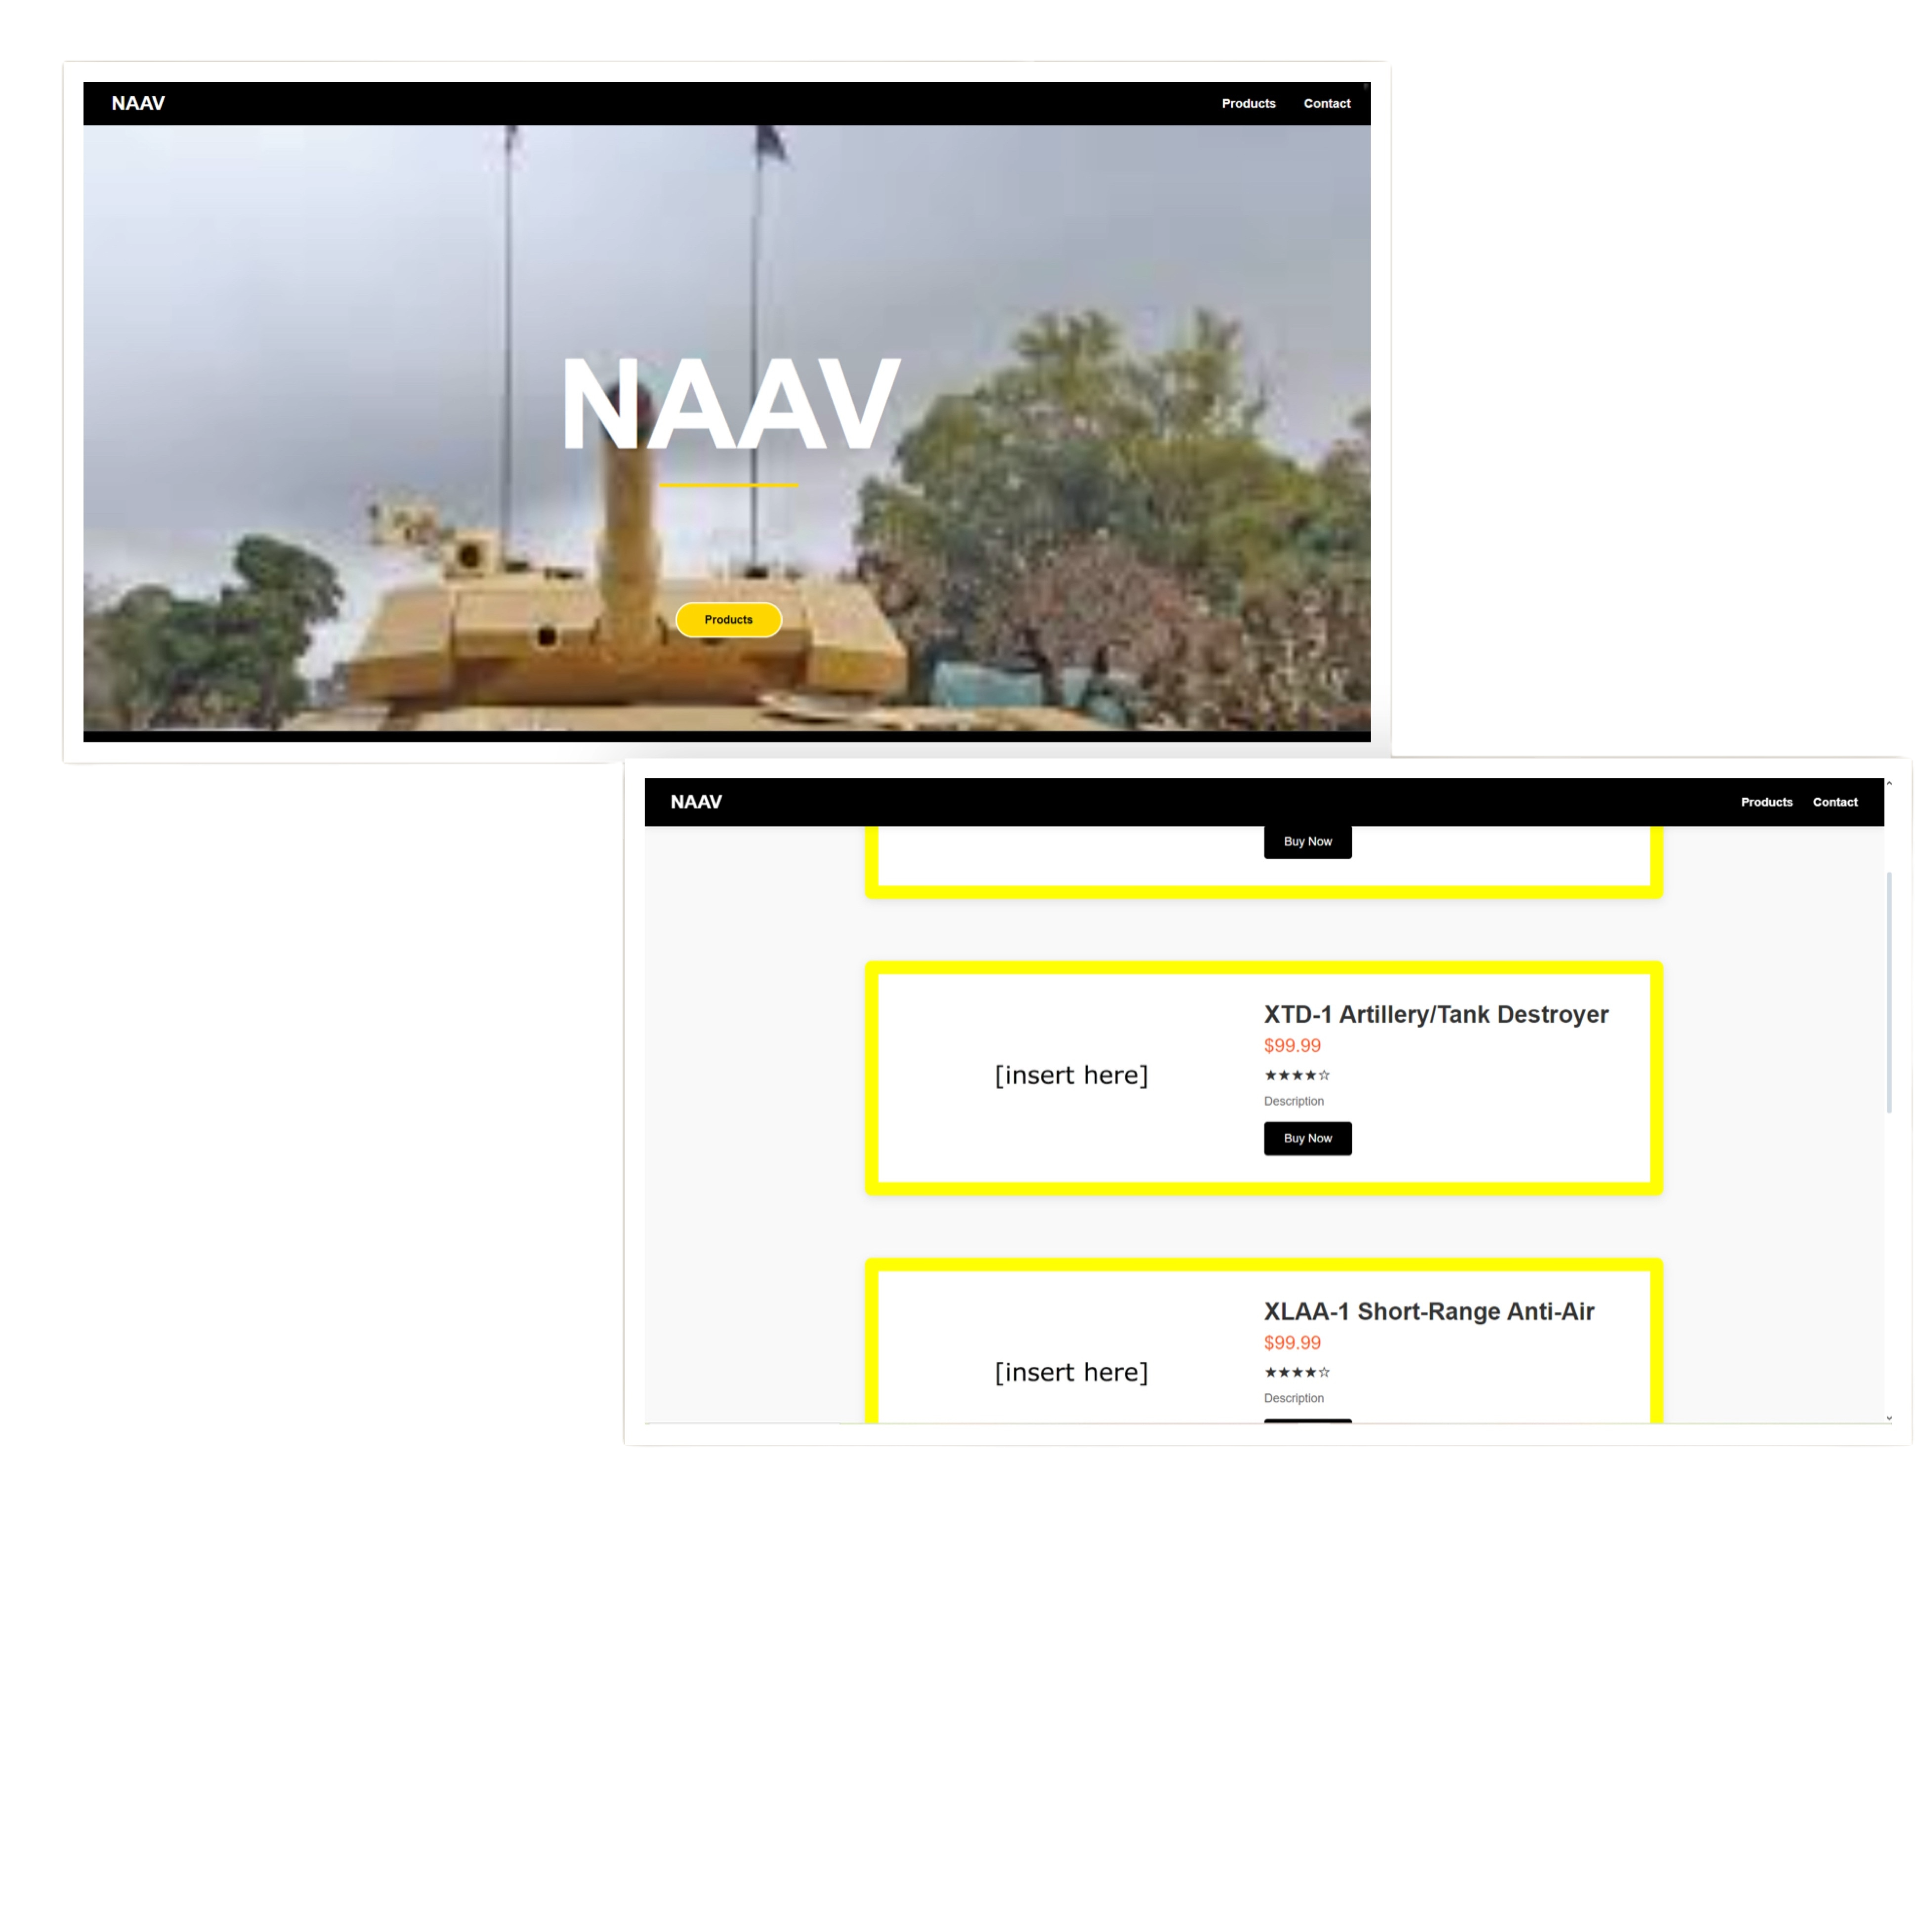 NAAV
Products Contact
NAAV
Products
NAAV
Products Contact
Buy Now
XTD-1 Artillery/Tank Destroyer
$99.99
★★★★☆
[insert here]
Description
Buy Now
XLAA-1 Short-Range Anti-Air
$99.99
★★★★☆
[insert here]
Description